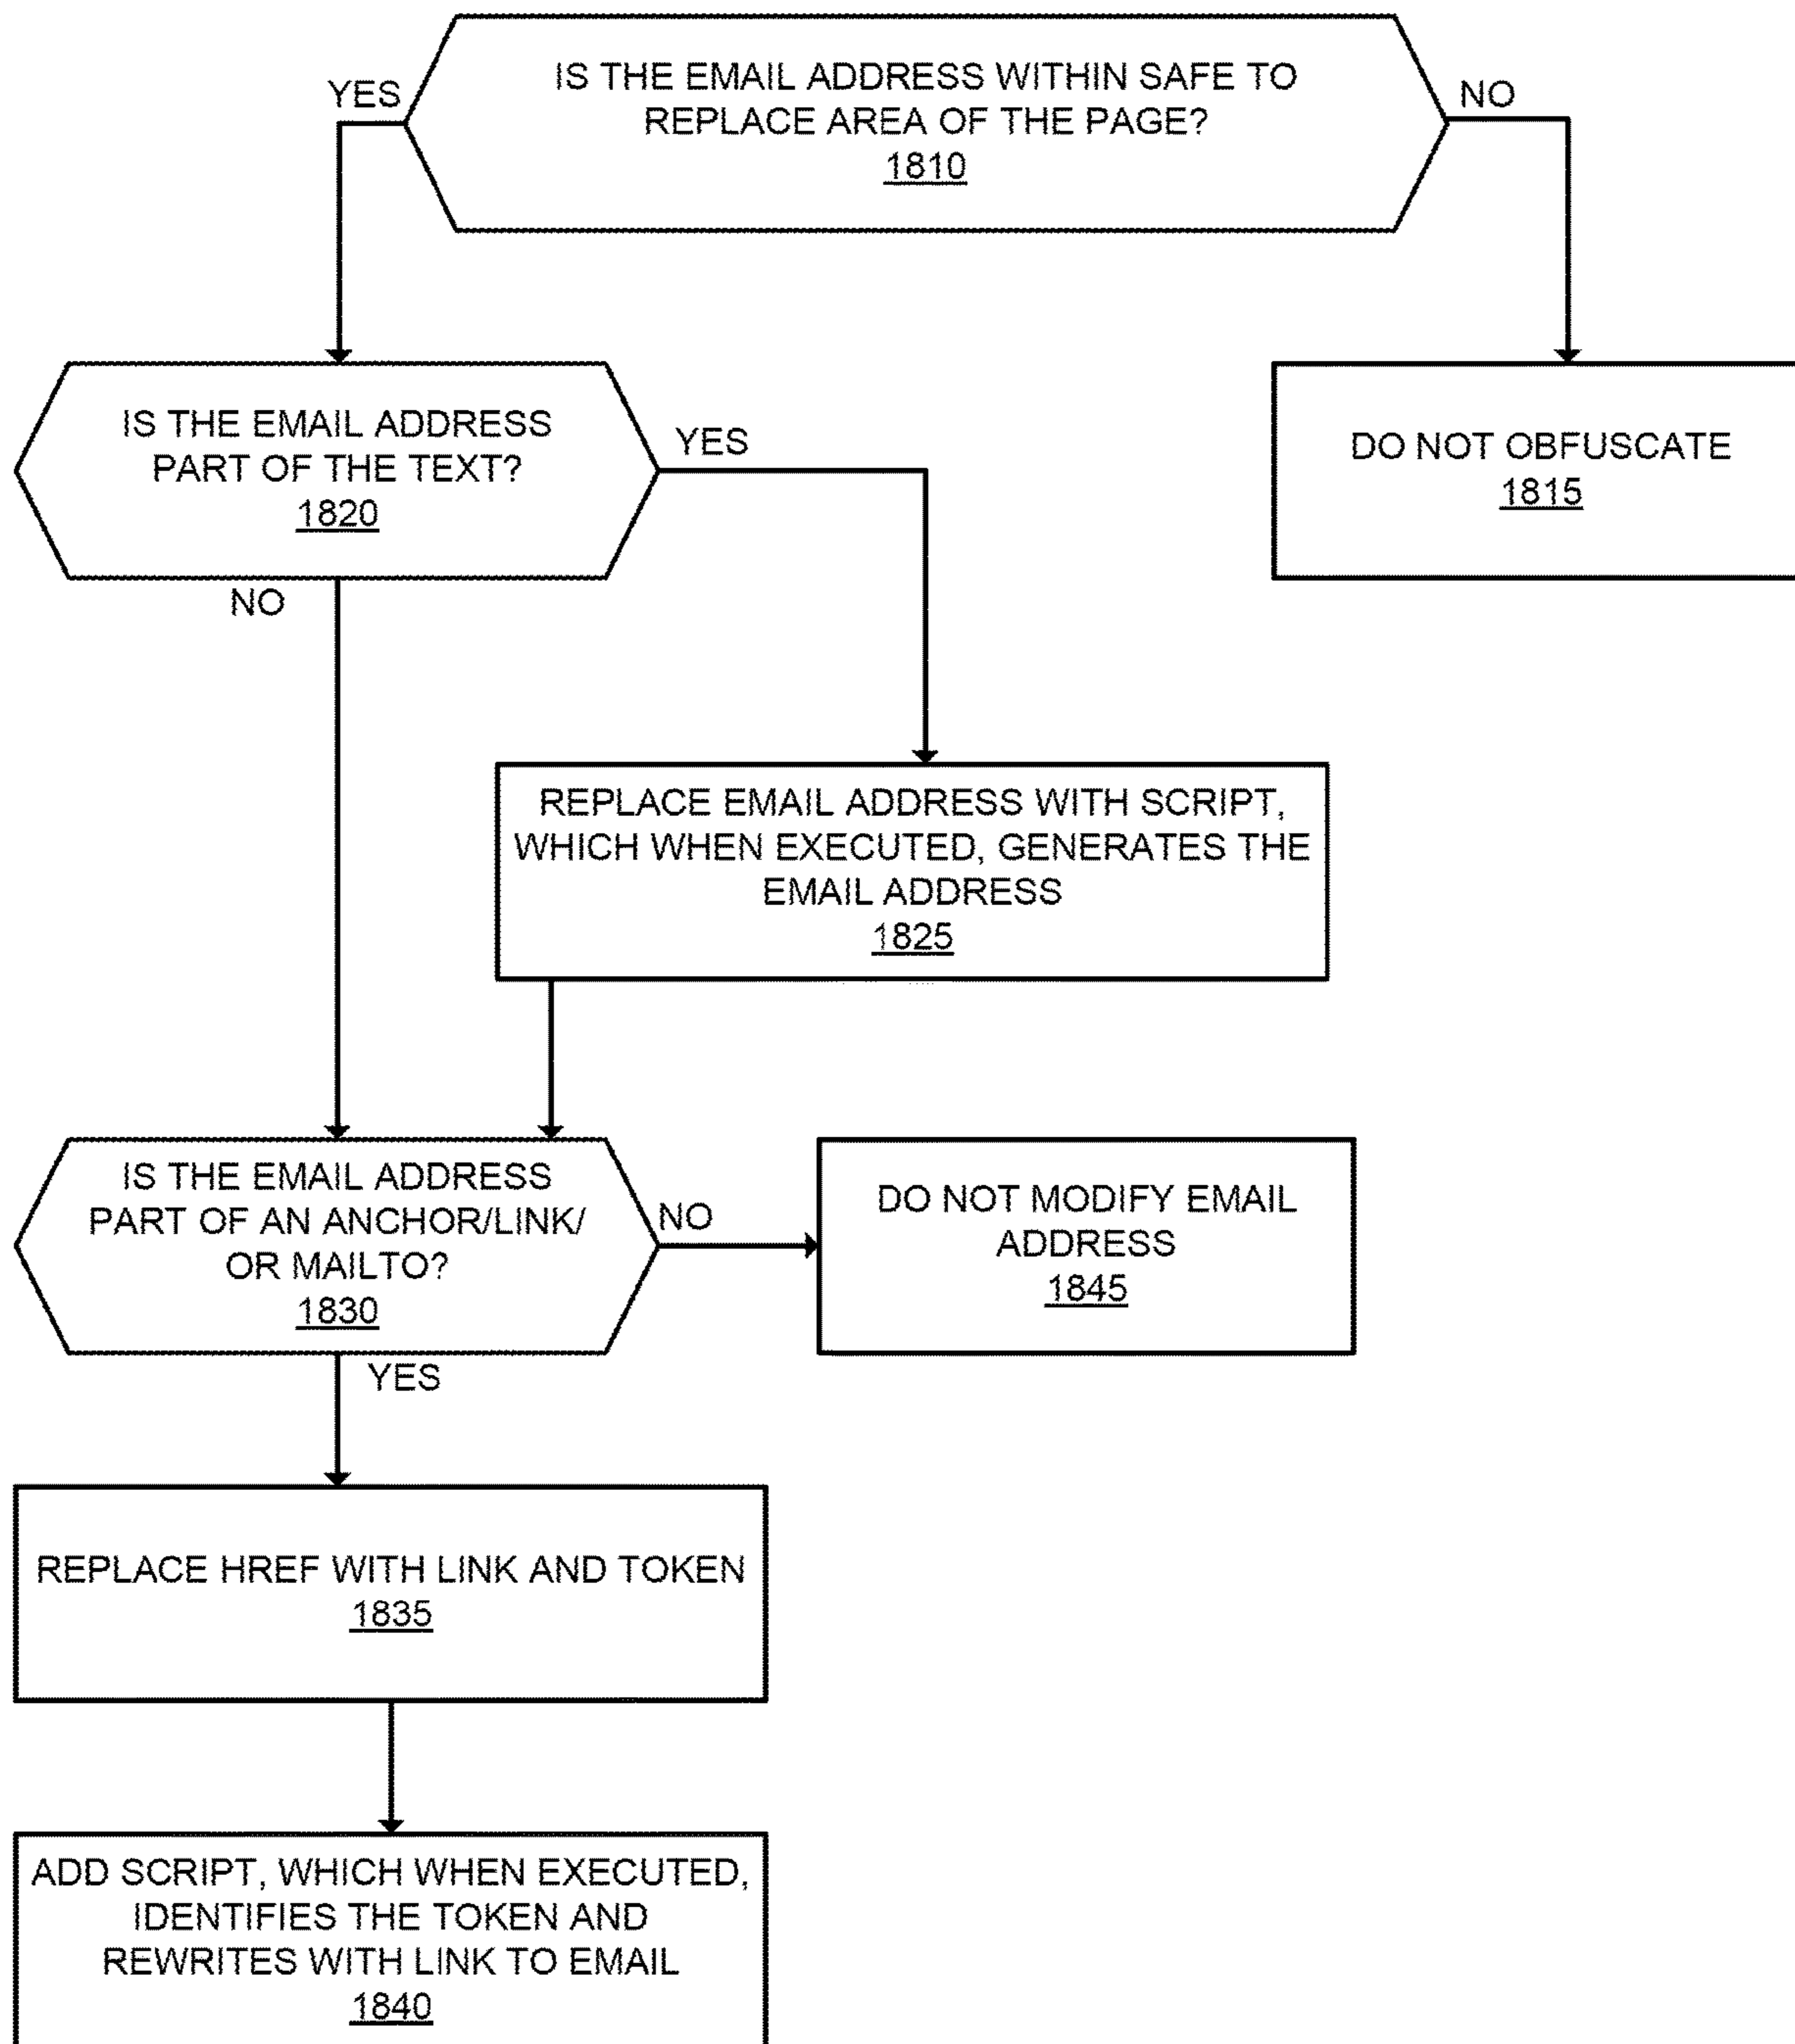 IS THE EMAIL ADDRESS WITHIN SAFE TO
REPLACE AREA OF THE PAGE?
1810
YES
NO
IS THE EMAIL ADDRESS
PART OF THE TEXT?
1820
YES
NO
DO NOT OBFUSCATE
1815
REPLACE EMAIL ADDRESS WITH SCRIPT,
WHICH WHEN EXECUTED, GENERATES THE
EMAIL ADDRESS
1825
IS THE EMAIL ADDRESS
PART OF AN ANCHOR/LINK/
OR MAILTO?
1830
NO
YES
DO NOT MODIFY EMAIL
ADDRESS
1845
REPLACE HREF WITH LINK AND TOKEN
1835
ADD SCRIPT, WHICH WHEN EXECUTED,
IDENTIFIES THE TOKEN AND
REWRITES WITH LINK TO EMAIL
1840